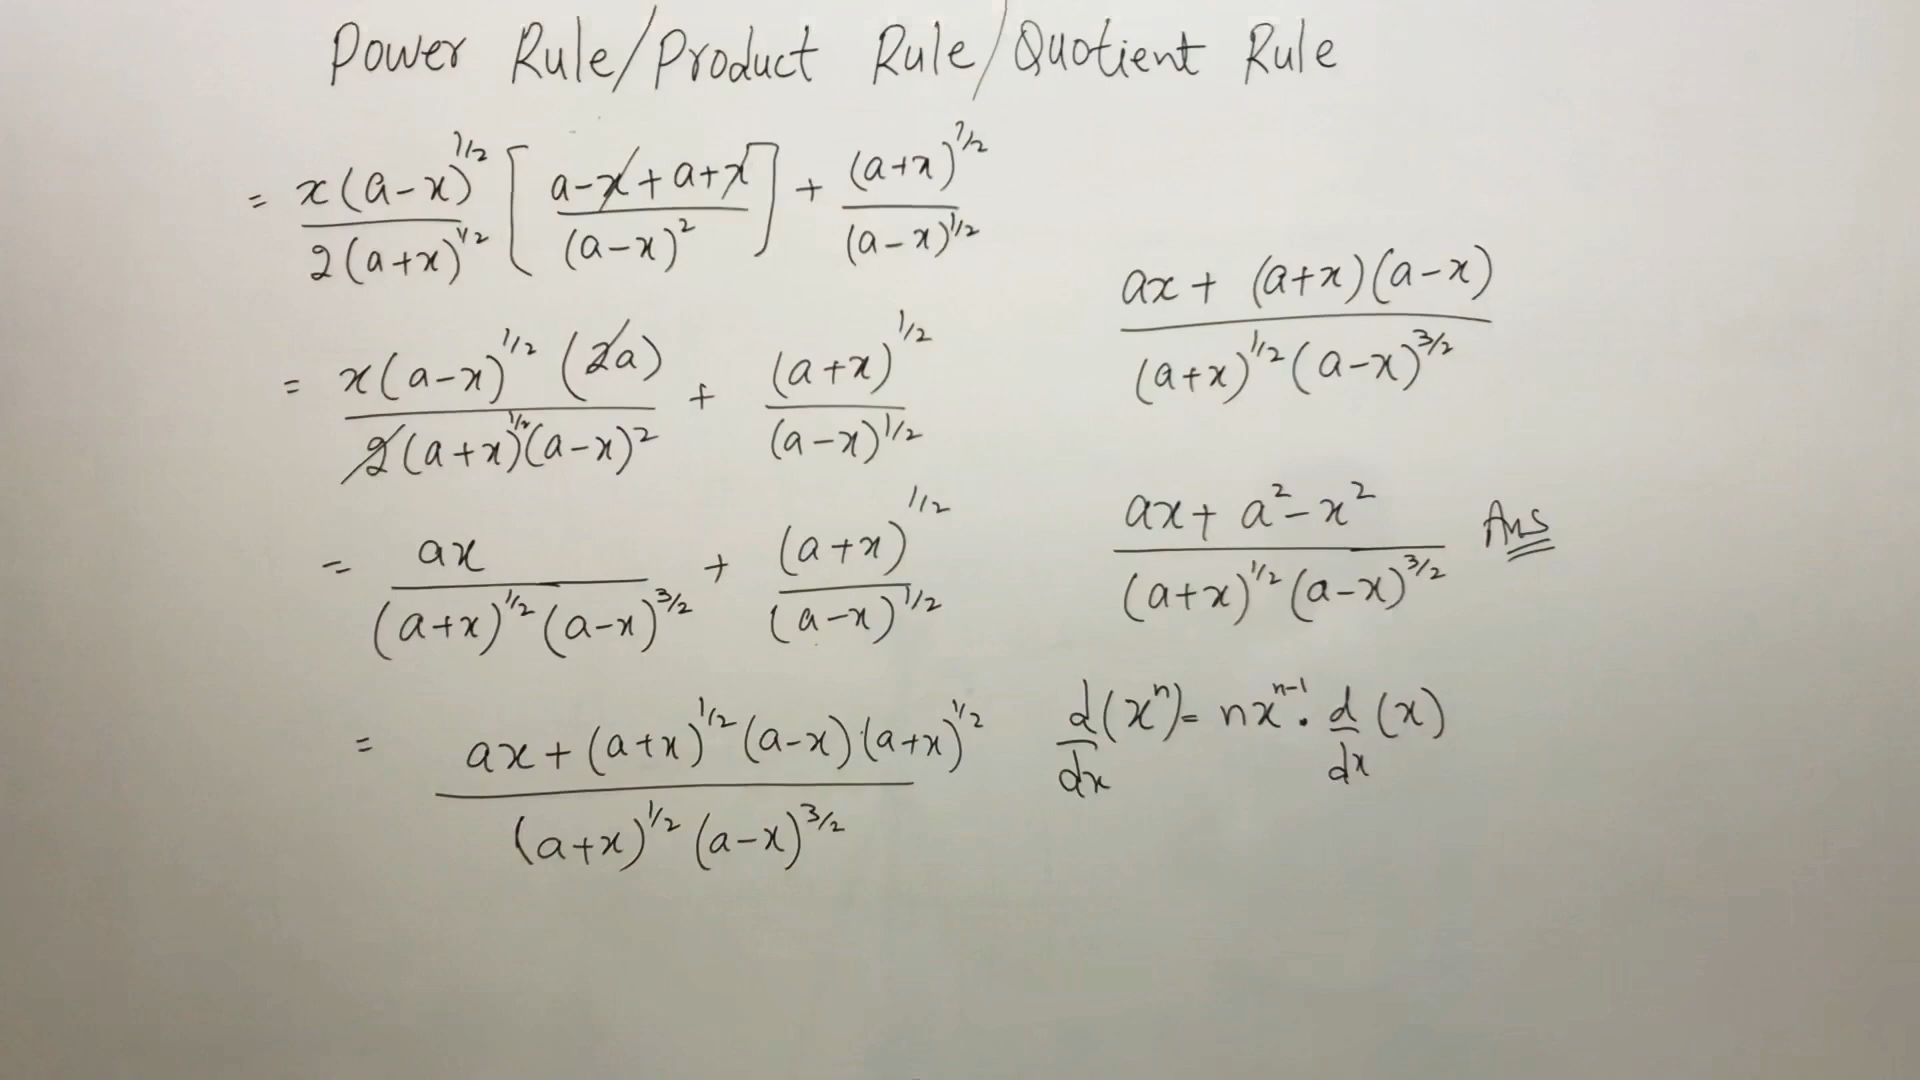 Power Rule/Product Rule/Quotient Rule
= x(a-x)^1/2 / 2(a+x)^1/2 [ a-x+a+x / (a-x)^2 ] + (a+x)^1/2 / (a-x)^1/2
= x(a-x)^1/2 (2a) / 2(a+x)^1/2 (a-x)^2 + (a+x)^1/2 / (a-x)^1/2
= ax / (a+x)^1/2 (a-x)^3/2 + (a+x)^1/2 / (a-x)^1/2
= ax+(a+x)^1/2 (a-x)(a+x)^1/2 / (a+x)^1/2 (a-x)^3/2
ax+ (a+x)(a-x) / (a+x)^1/2 (a-x)^3/2
ax+ a^2-x^2 / (a+x)^1/2 (a-x)^3/2 Ans
d/dx (x^n) = nx^n-1 . d/dx (x)